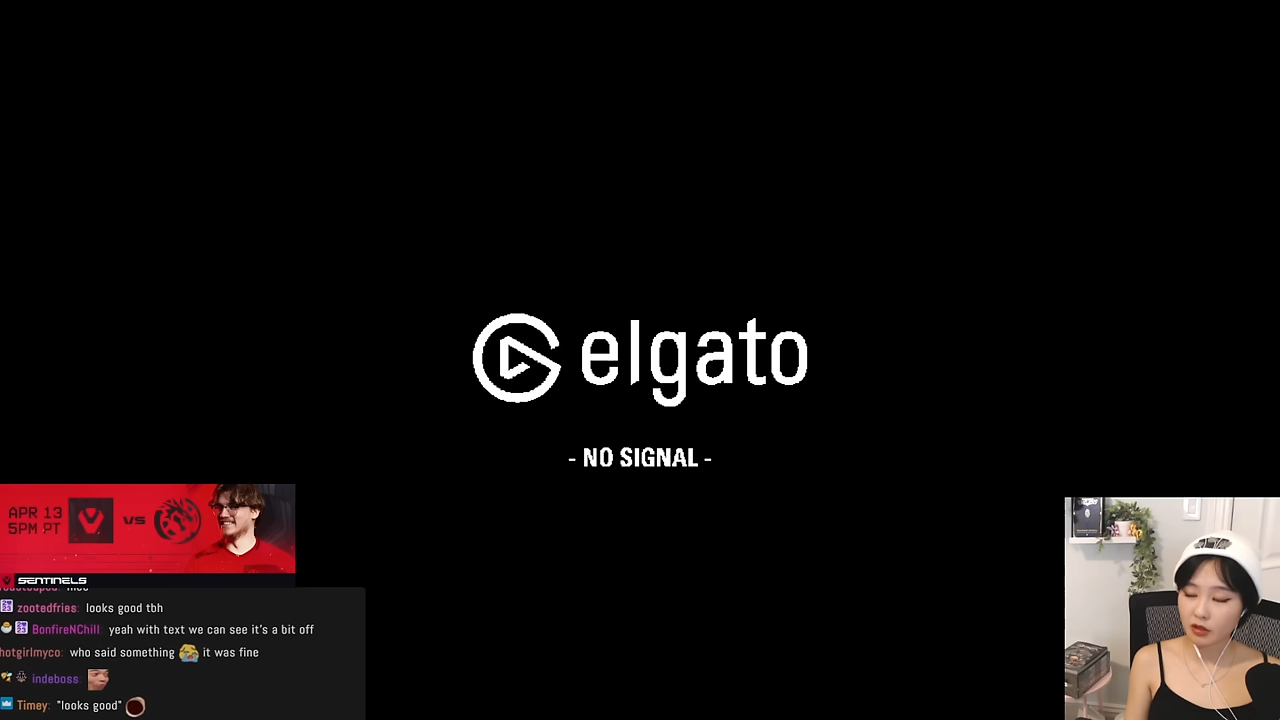 elgato
- NO SIGNAL -
APR 13
5PM PT
VS
SENTINELS
zootedfries: looks good tbh
BonfireNChill: yeah with text we can see it's a bit off
hotgirlmyco: who said something it was fine
indeboss:
Timey: "looks good"